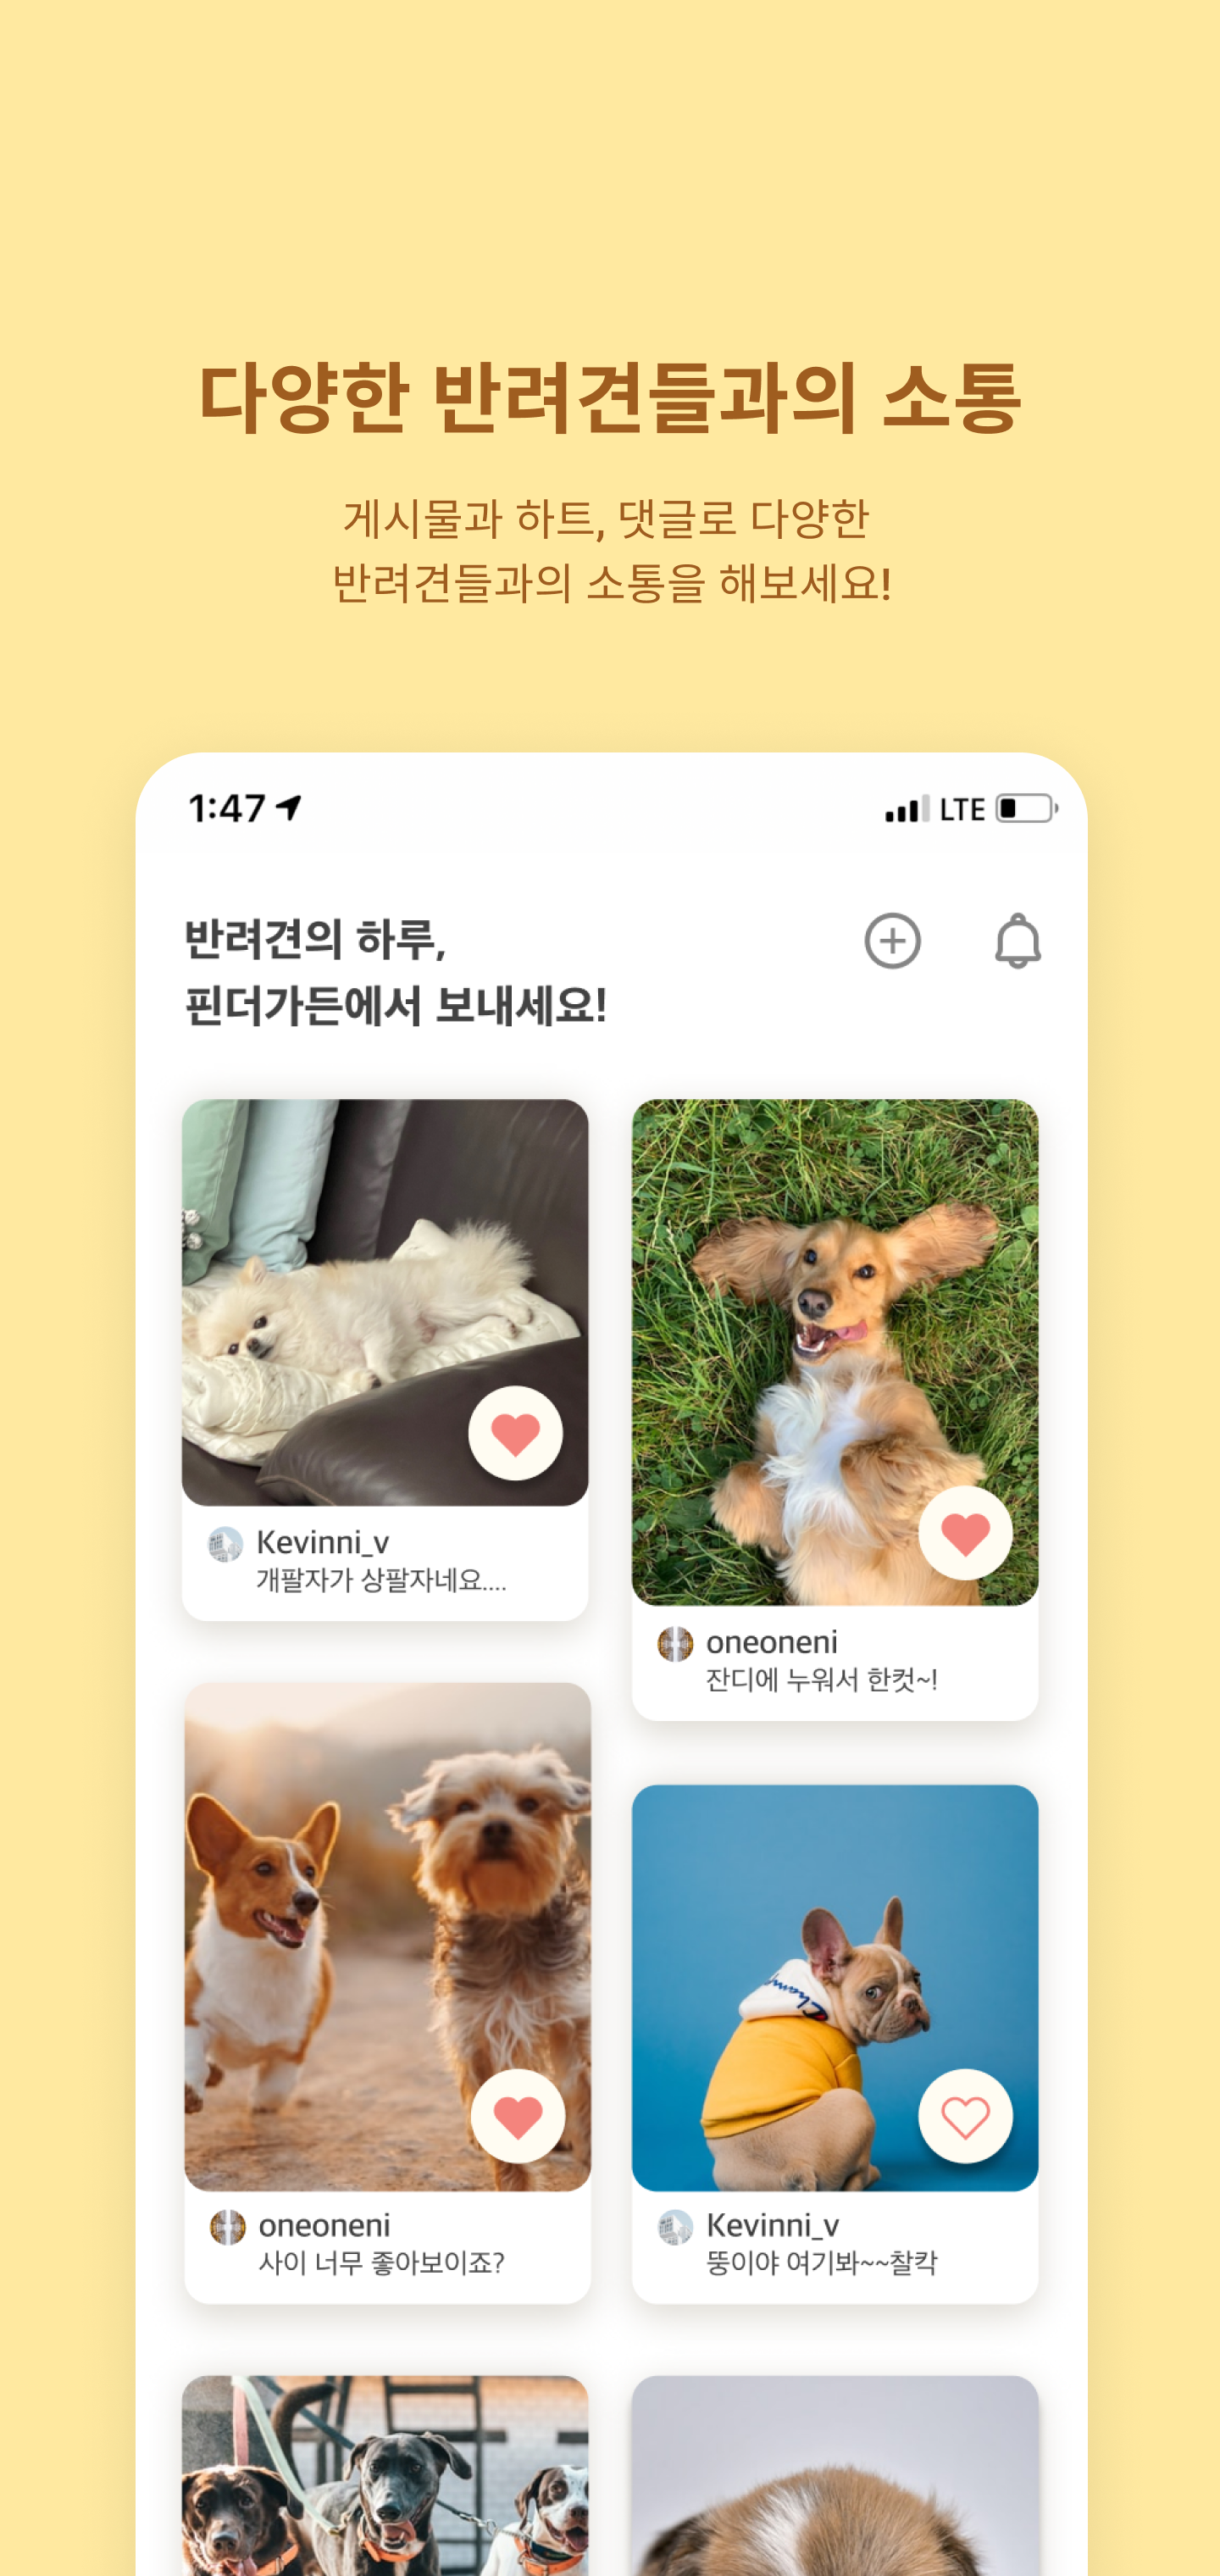 다양한 반려견들과의 소통
게시물과 하트, 댓글로 다양한
반려견들과의 소통을 해보세요!
1:47
LTE
반려견의 하루,
핀더가든에서 보내세요!
Kevinni_v
개팔자가 상팔자네요....
oneoneni
잔디에 누워서 한컷~!
Champ
oneoneni
사이 너무 좋아보이죠?
Kevinni_v
뚱이야 여기봐~~찰칵